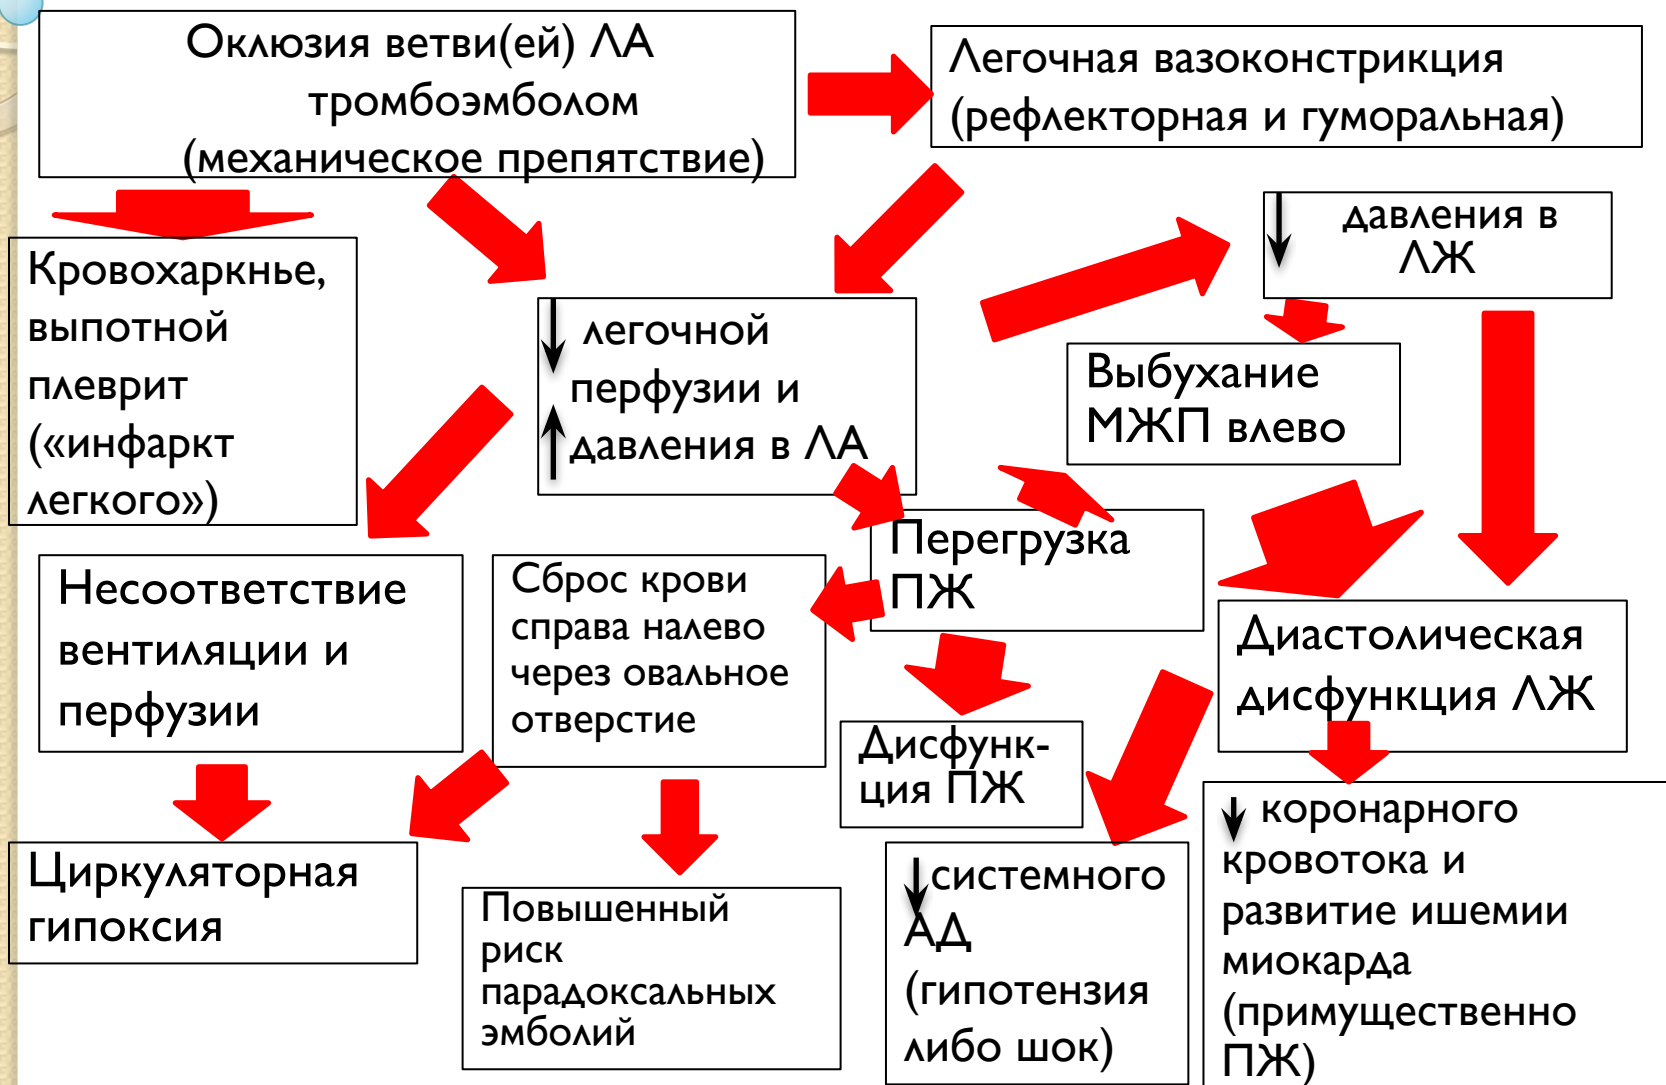 Оклюзия ветви(ей) ЛА
тромбоэмболом
(механическое препятствие)
Легочная вазоконстрикция
(рефлекторная и гуморальная)
давления в
ЛЖ
Кровохаркнье,
выпотной
плеврит
(«инфаркт
легкого»)
легочной
перфузии и
давления в ЛА
Выбухание
МЖП влево
Перегрузка
ПЖ
Несоответствие
вентиляции и
перфузии
Сброс крови
справа налево
через овальное
отверстие
Диастолическая
дисфункция ЛЖ
Дисфунк-
ция ПЖ
Циркуляторная
гипоксия
Повышенный
риск
парадоксальных
эмболий
системного
АД
(гипотензия
либо шок)
коронарного
кровотока и
развитие ишемии
миокарда
(примущественно
ПЖ)